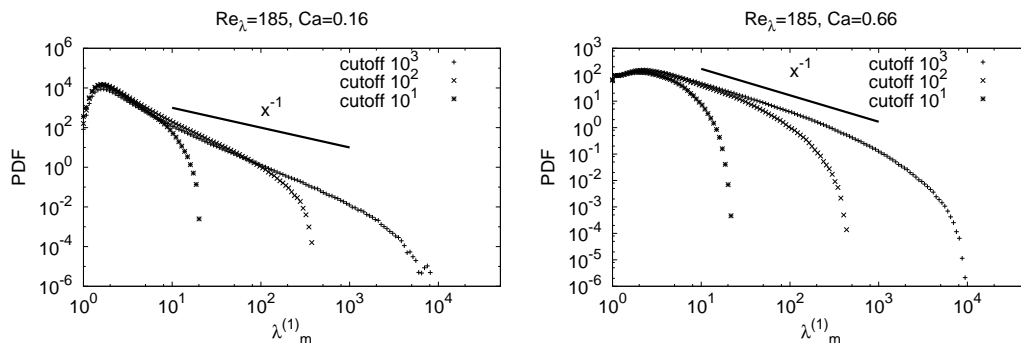 Re_λ=185, Ca=0.16
PDF
10^6
10^4
10^2
10^0
10^-2
10^-4
10^-6
cutoff 10^3
cutoff 10^2
cutoff 10^1
x^-1
10^0 10^1 10^2 10^3 10^4
λ^(1)_m
Re_λ=185, Ca=0.66
PDF
10^3
10^2
10^1
10^0
10^-1
10^-2
10^-3
10^-4
10^-5
10^-6
cutoff 10^3
cutoff 10^2
cutoff 10^1
x^-1
10^0 10^1 10^2 10^3 10^4
λ^(1)_m